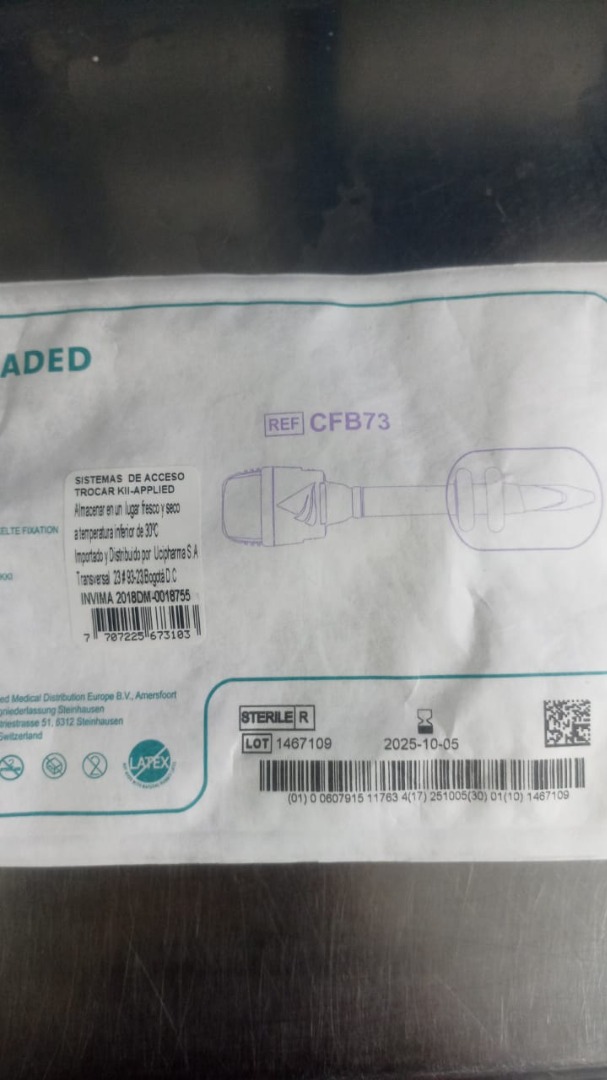 ADED
REF CFB73
SISTEMAS DE ACCESO
TROCAR KII-APPLIED
Almacenar en un lugar fresco y seco
a temperatura inferior de 30ºC
Importado y Distribuido por Ucipharma S.A
Transversal 23 # 93-23 Bogotá D.C
INVIMA 2018DM-0018755
7 707225 673103
ELTE FIXATION
ed Medical Distribution Europe B.V., Amersfoort
gniederlassung Steinhausen
triestrasse 51, 6312 Steinhausen
Switzerland
LATEX
STERILE R
LOT 1467109
2025-10-05
(01) 0 0607915 11763 4(17) 251005(30) 01(10) 1467109